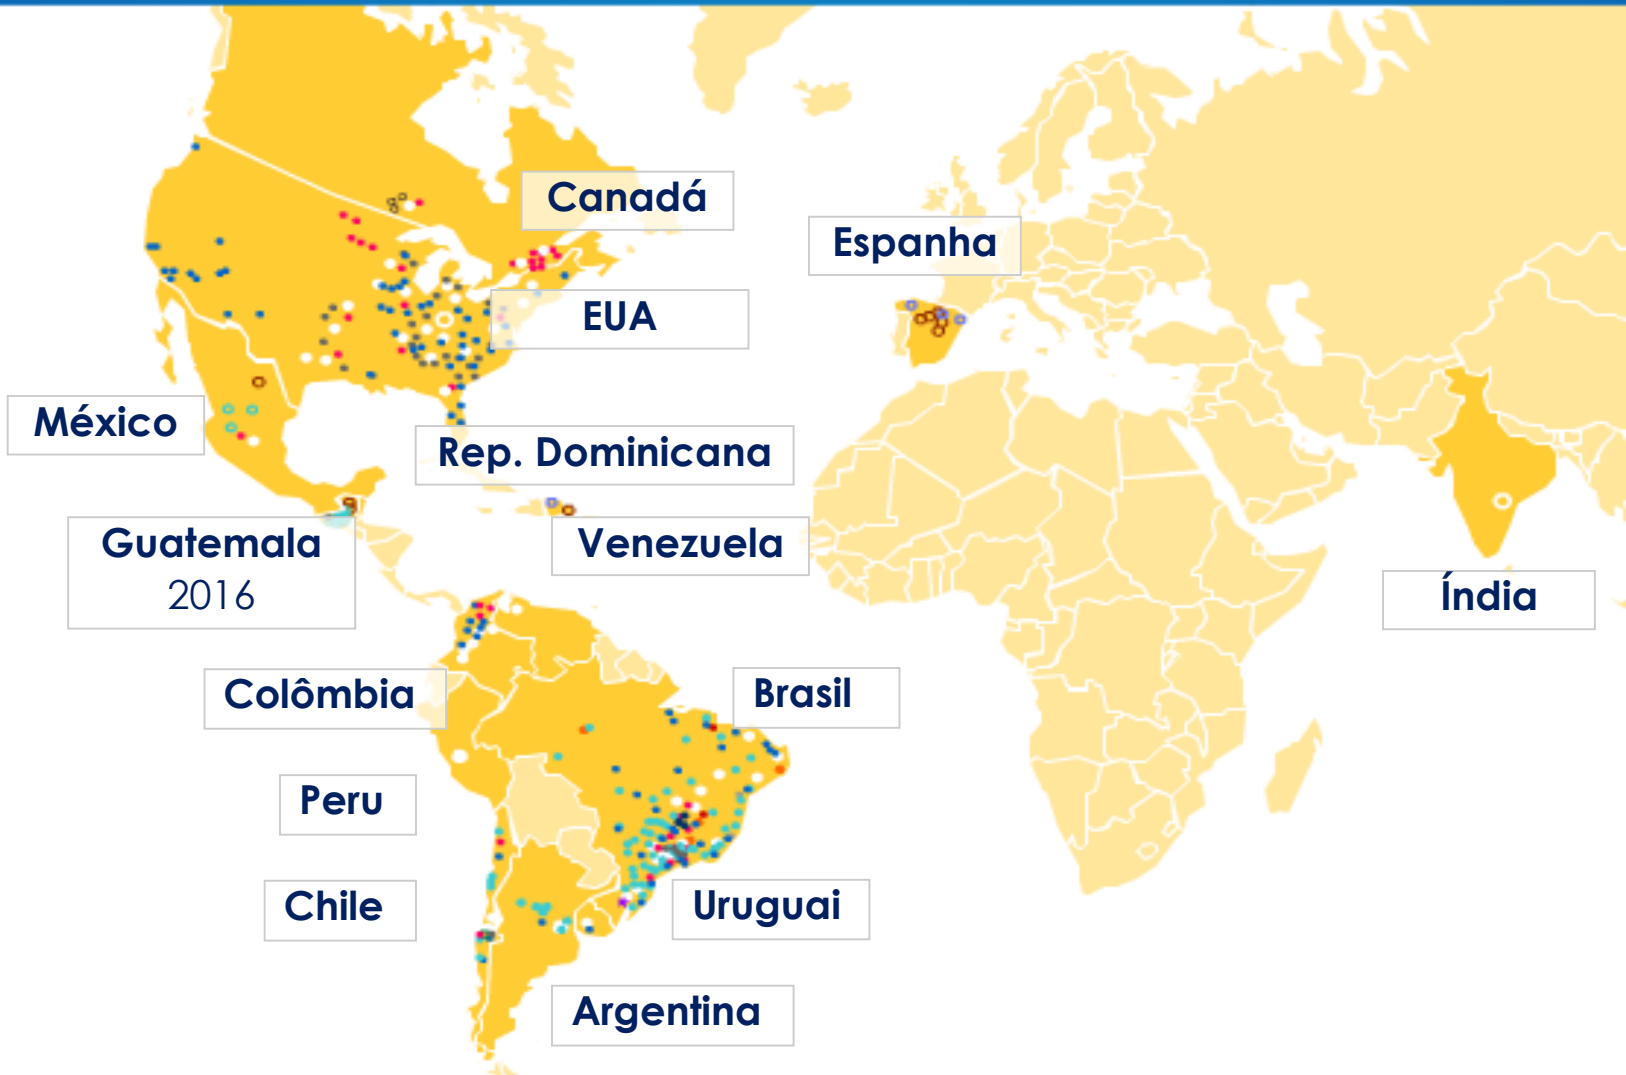 Canadá
Espanha
EUA
México
Rep. Dominicana
Guatemala
2016
Venezuela
Índia
Colômbia
Brasil
Peru
Chile
Uruguai
Argentina